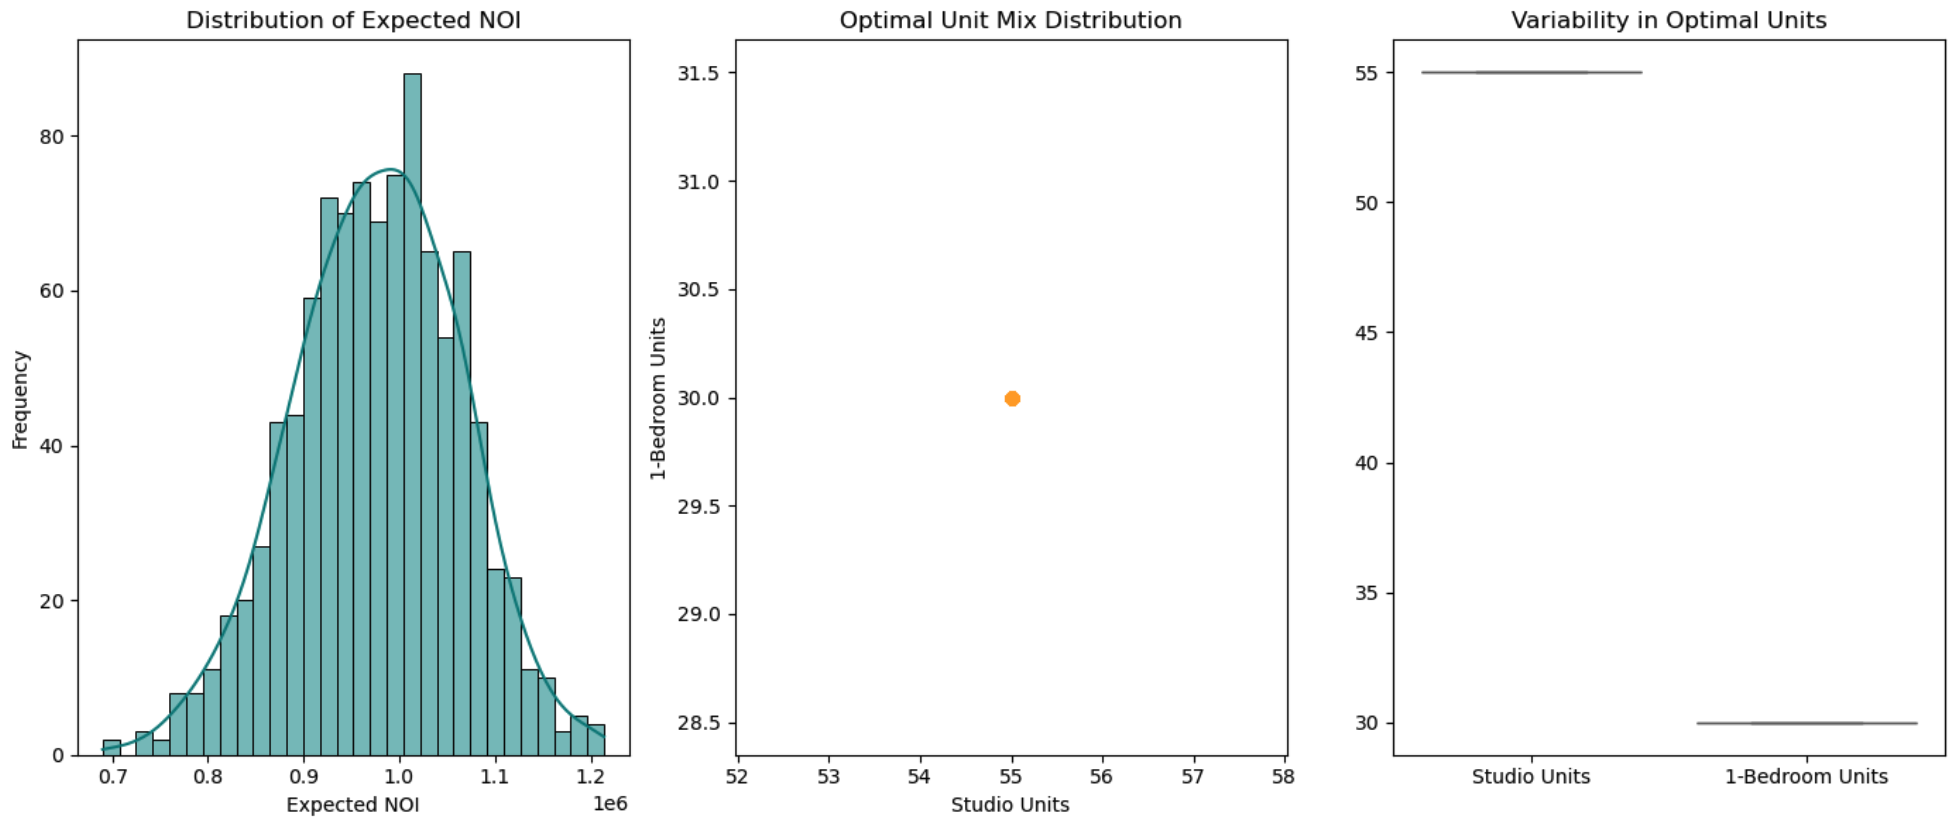 Distribution of Expected NOI
Frequency
80
60
40
20
0
0.7 0.8 0.9 1.0 1.1 1.2
1e6
Expected NOI
Optimal Unit Mix Distribution
1-Bedroom Units
31.5
31.0
30.5
30.0
29.5
29.0
28.5
52 53 54 55 56 57 58
Studio Units
Variability in Optimal Units
55
50
45
40
35
30
Studio Units 1-Bedroom Units